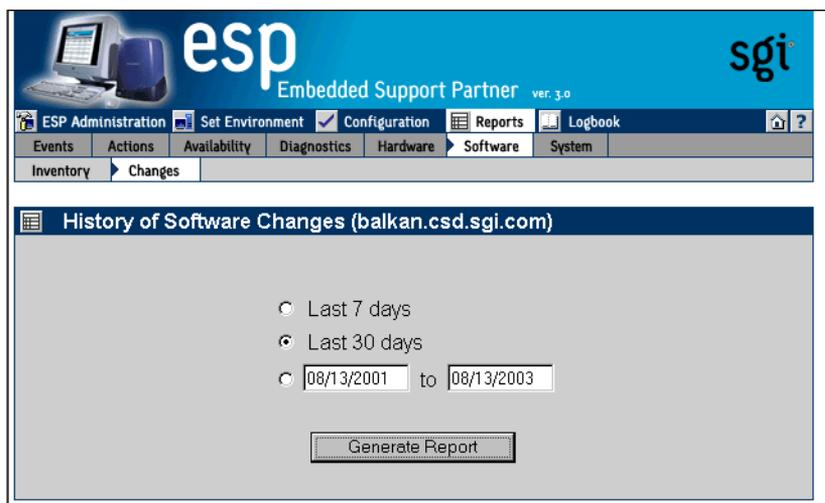 esp
Embedded Support Partner ver. 3.0
sgi
ESP Administration Set Environment Configuration Reports Logbook ?
Events Actions Availability Diagnostics Hardware Software System
Inventory Changes
History of Software Changes (balkan.csd.sgi.com)
Last 7 days
Last 30 days
08/13/2001 to 08/13/2003
Generate Report